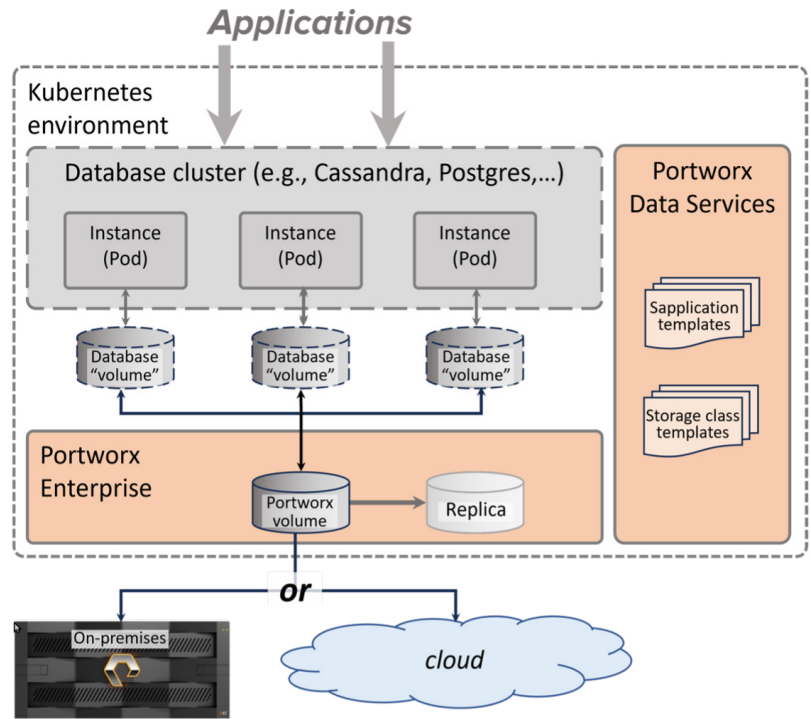 Applications
Kubernetes
environment
Database cluster (e.g., Cassandra, Postgres,...)
Instance
(Pod)
Instance
(Pod)
Instance
(Pod)
Database
“volume”
Database
“volume”
Database
“volume”
Portworx
Data Services
Sapplication
templates
Storage class
templates
Portworx
Enterprise
Portworx
volume
Replica
or
On-premises
cloud